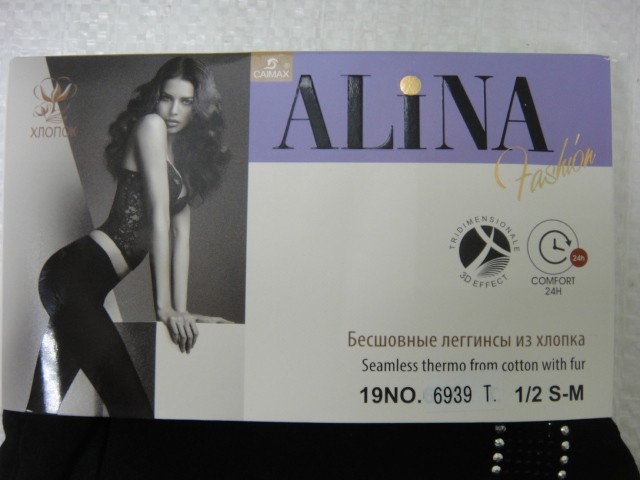 ХЛОПОК
CAIMAX ®
ALiNA
Fashion
TRIDIMENSIONALE
3D EFFECT
24h
COMFORT
24H
Бесшовные леггинсы из хлопка
Seamless thermo from cotton with fur
19NO. 6939 T. 1/2 S-M